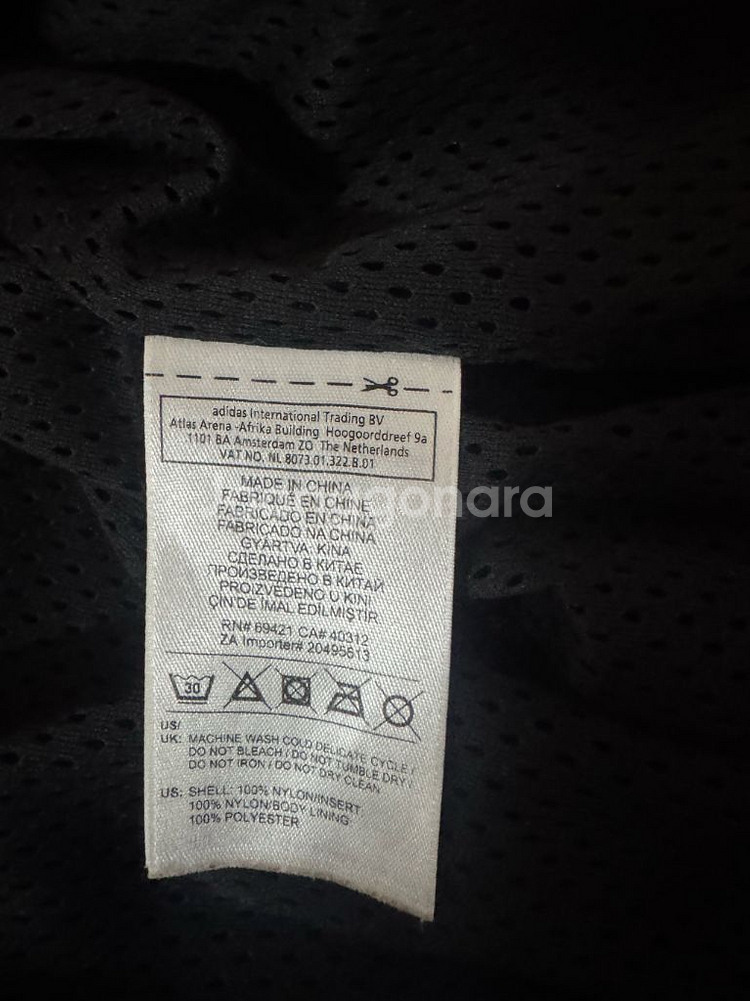 adidas International Trading BV
Atlas Arena -Afrika Building Hoogoorddreef 9a
1101 BA Amsterdam ZO The Netherlands
VAT NO. NL 8073.01.322.B.01
MADE IN CHINA
FABRIQUÉ EN CHINE
FABRICADO EN CHINA
FABRICADO NA CHINA
GYÁRTVA: KÍNA
СДЕЛАНО В КИТАЕ
ПРОИЗВЕДЕНО В КИТАЙ
PROIZVEDENO U KINI
ÇİN'DE İMAL EDİLMİŞTİR
RN# 69421 CA# 40312
ZA Importer# 20495613
30
US/
UK: MACHINE WASH COLD DELICATE CYCLE /
DO NOT BLEACH / DO NOT TUMBLE DRY /
DO NOT IRON / DO NOT DRY CLEAN
US: SHELL: 100% NYLON/INSERT:
100% NYLON/BODY LINING:
100% POLYESTER